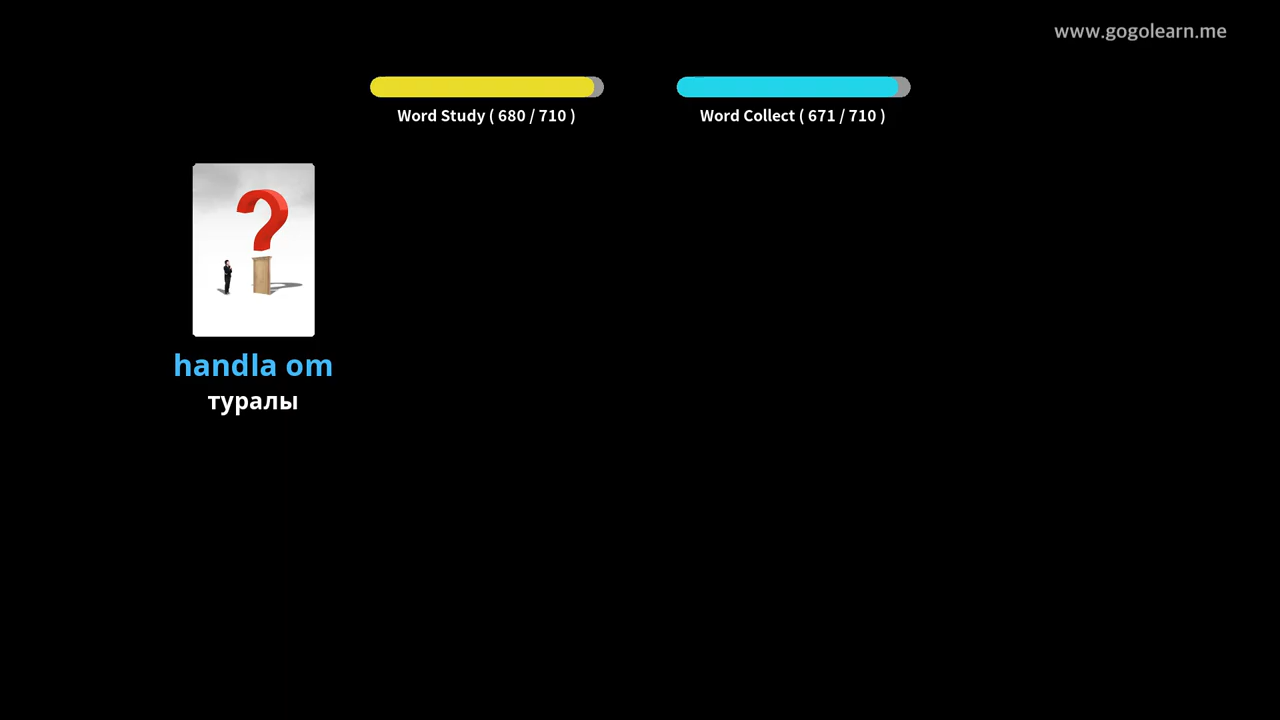 www.gogolearn.me
Word Study ( 680 / 710 )
Word Collect ( 671 / 710 )
handla om
туралы